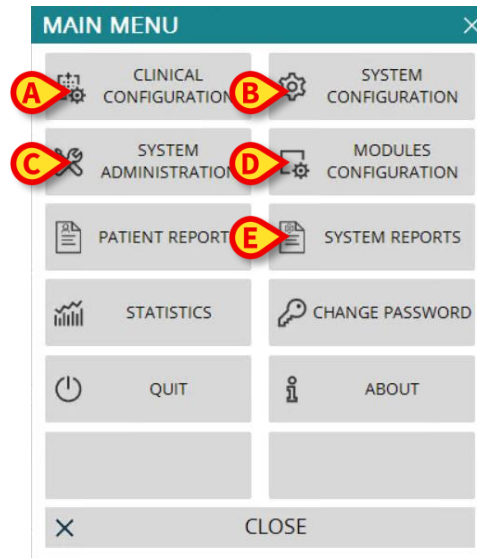 MAIN MENU
A
CLINICAL
CONFIGURATION
B
SYSTEM
CONFIGURATION
C
SYSTEM
ADMINISTRATION
D
MODULES
CONFIGURATION
PATIENT REPORT
E
SYSTEM REPORTS
STATISTICS
CHANGE PASSWORD
QUIT
ABOUT
CLOSE